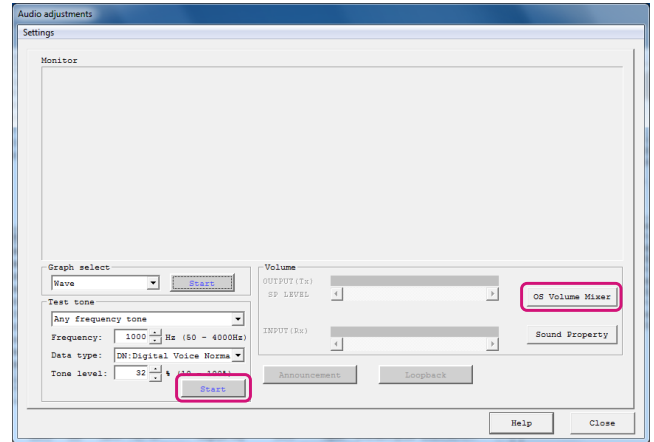 Audio adjustments
Settings
Monitor
Graph select
Wave
Start
Test tone
Any frequency tone
Frequency: 1000 Hz (50 - 4000Hz)
Data type: DN:Digital Voice Norma
Tone level: 32 % (10 - 100%)
Start
Volume
OUTPUT(Tx)
SP LEVEL
INPUT(Rx)
OS Volume Mixer
Sound Property
Announcement
Loopback
Help
Close